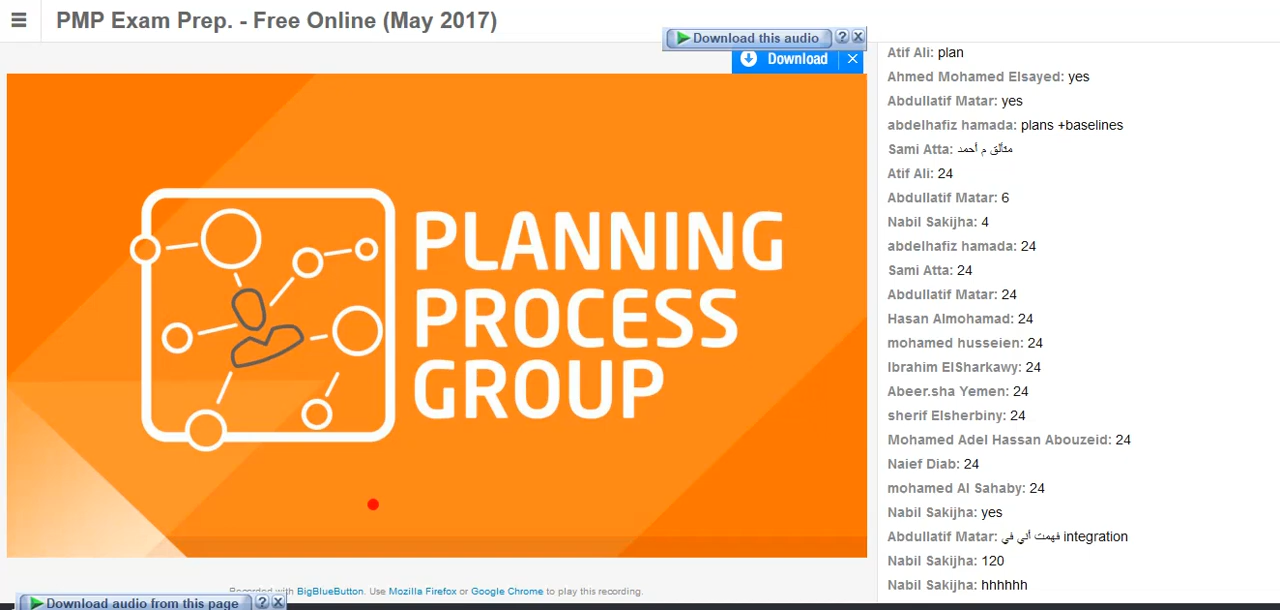 PMP Exam Prep. - Free Online (May 2017)
Download this audio
Download
PLANNING
PROCESS
GROUP
Recorded with BigBlueButton. Use Mozilla Firefox or Google Chrome to play this recording.
Download audio from this page
Atif Ali: plan
Ahmed Mohamed Elsayed: yes
Abdullatif Matar: yes
abdelhafiz hamada: plans +baselines
Sami Atta: متألق م أحمد
Atif Ali: 24
Abdullatif Matar: 6
Nabil Sakijha: 4
abdelhafiz hamada: 24
Sami Atta: 24
Abdullatif Matar: 24
Hasan Almohamad: 24
mohamed husseien: 24
Ibrahim ElSharkawy: 24
Abeer.sha Yemen: 24
sherif Elsherbiny: 24
Mohamed Adel Hassan Abouzeid: 24
Naief Diab: 24
mohamed Al Sahaby: 24
Nabil Sakijha: yes
Abdullatif Matar: فهمت أني في integration
Nabil Sakijha: 120
Nabil Sakijha: hhhhhh